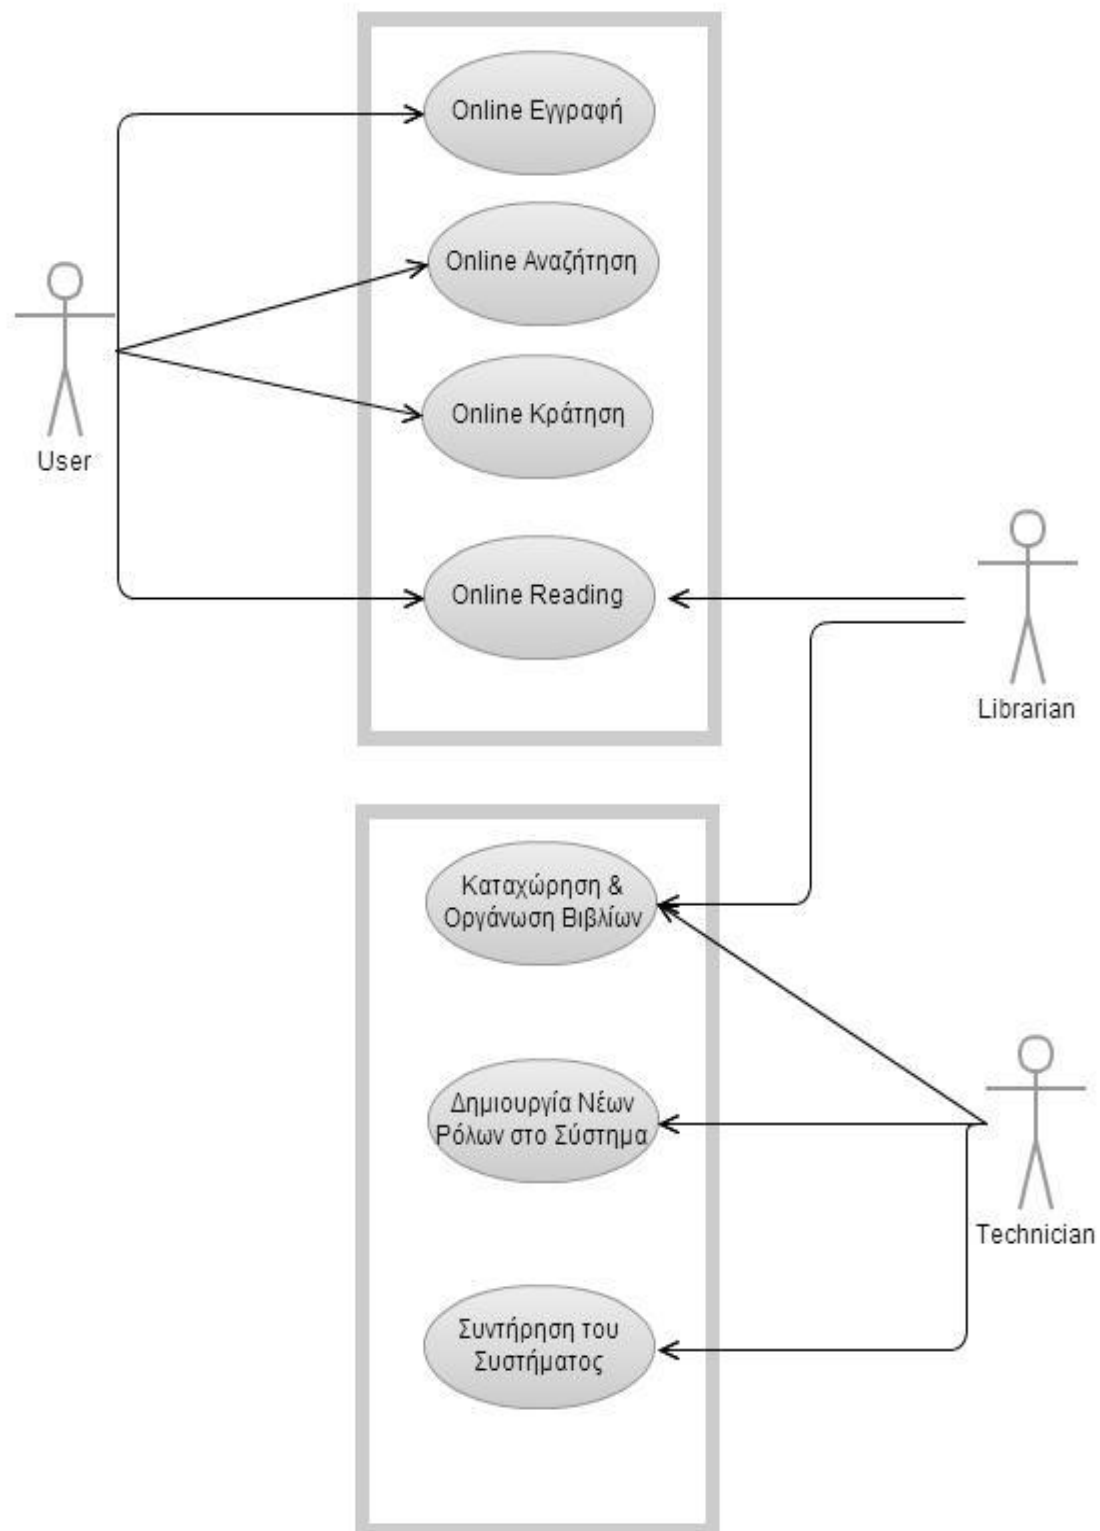 Online Εγγραφή
Online Αναζήτηση
Online Κράτηση
User
Online Reading
Librarian
Καταχώρηση &
Οργάνωση Βιβλίων
Δημιουργία Νέων
Ρόλων στο Σύστημα
Technician
Συντήρηση του
Συστήματος